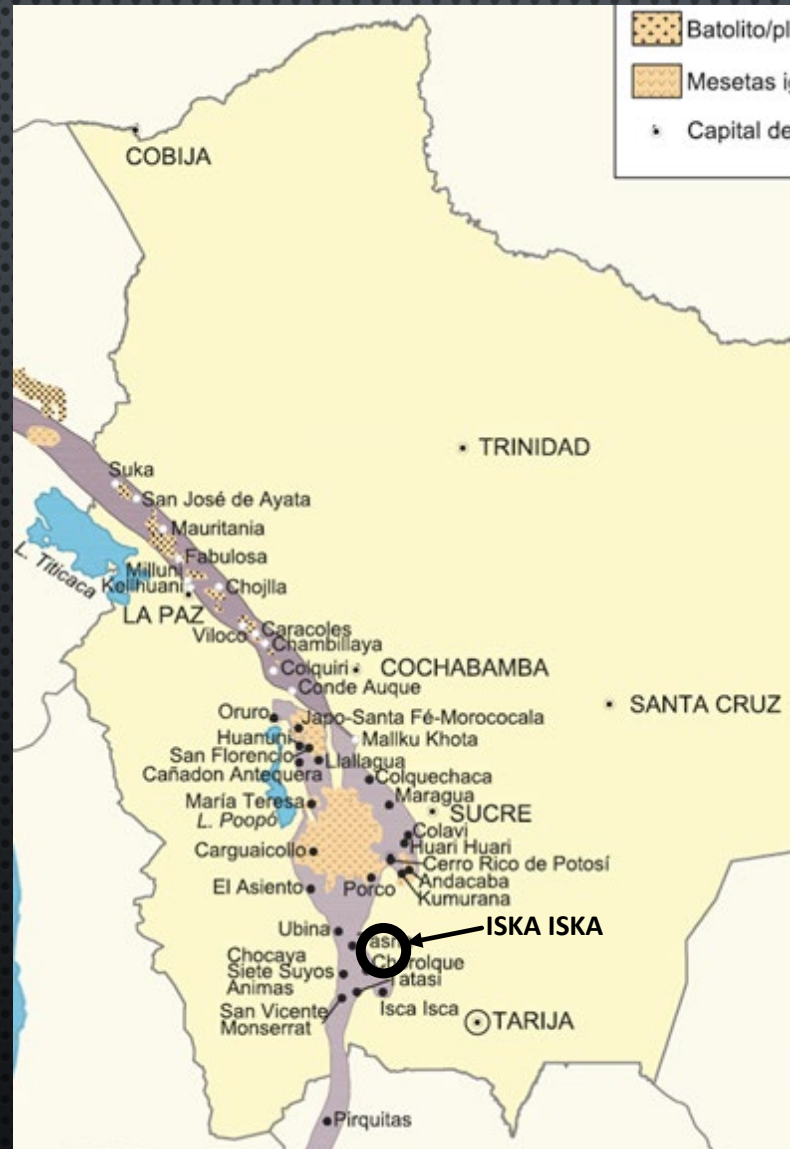 Batolito/pl
Mesetas ig
Capital de
COBIJA
TRINIDAD
Suka
San José de Ayata
Mauritania
Fabulosa
L. Titicaca
Milluni
Kellhuani
Chojlla
LA PAZ
Viloco
Caracoles
Chambillaya
Colquiri
COCHABAMBA
Conde Auque
SANTA CRUZ
Oruro
Japo-Santa Fé-Morococala
Huanuni
Mallku Khota
San Florencio
Llallagua
Cañadon Antequera
Colquechaca
María Teresa
Maragua
L. Poopó
SUCRE
Colavi
Huari Huari
Carguaicollo
Cerro Rico de Potosí
El Asiento
Porco
Andacaba
Kumurana
ISKA ISKA
Ubina
Chocaya
Chorolque
Siete Suyos
Tatasi
Animas
San Vicente
Isca Isca
Monserrat
TARIJA
Pirquitas